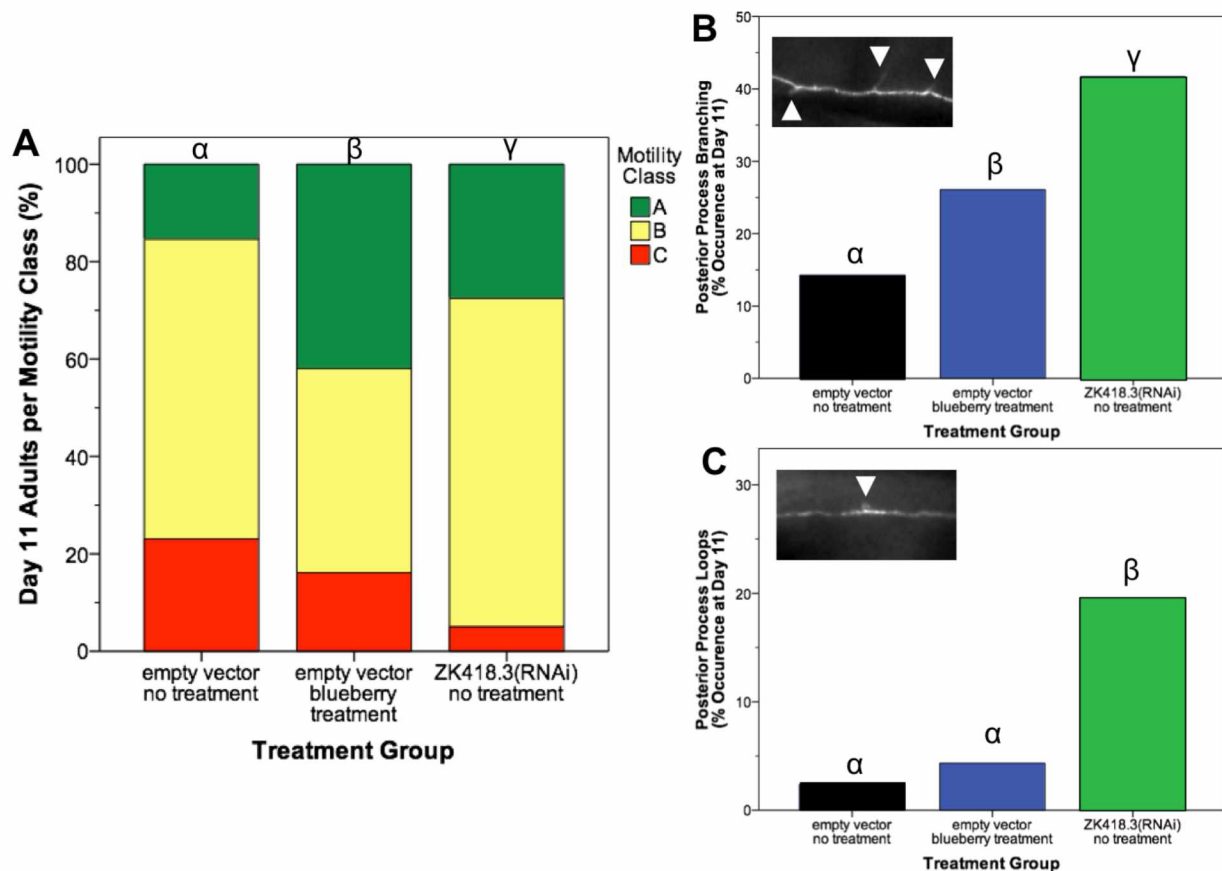 A
Day 11 Adults per Motility Class (%)
100
80
60
40
20
0
α
β
γ
empty vector
no treatment
empty vector
blueberry
treatment
ZK418.3(RNAi)
no treatment
Treatment Group
Motility
Class
A
B
C
B
Posterior Process Branching
(% Occurence at Day 11)
50
40
30
20
10
0
α
β
γ
empty vector
no treatment
empty vector
blueberry treatment
ZK418.3(RNAi)
no treatment
Treatment Group
C
Posterior Process Loops
(% Occurence at Day 11)
30
20
10
0
α
α
β
empty vector
no treatment
empty vector
blueberry treatment
ZK418.3(RNAi)
no treatment
Treatment Group